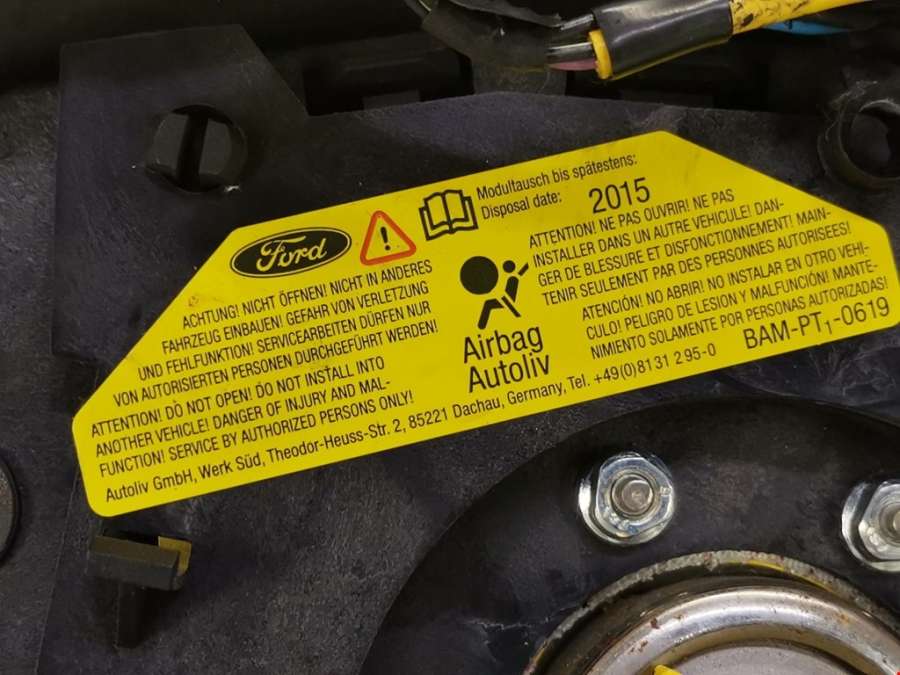 Ford
Modultausch bis spätestens:
Disposal date: 2015
ACHTUNG! NICHT ÖFFNEN! NICHT IN ANDERES
FAHRZEUG EINBAUEN! GEFAHR VON VERLETZUNG
UND FEHLFUNKTION! SERVICEARBEITEN DÜRFEN NUR
VON AUTORISIERTEN PERSONEN DURCHGEFÜHRT WERDEN!
ATTENTION! DO NOT OPEN! DO NOT INSTALL INTO
ANOTHER VEHICLE! DANGER OF INJURY AND MAL-
FUNCTION! SERVICE BY AUTHORIZED PERSONS ONLY!
Airbag
Autoliv
ATTENTION! NE PAS OUVRIR! NE PAS
INSTALLER DANS UN AUTRE VEHICULE! DAN-
GER DE BLESSURE ET DISFONCTIONEMENT! MAIN-
TENIR SEULEMENT PAR DES PERSONNES AUTORISEES!
ATENCIÓN! NO ABRIR! NO INSTALAR EN OTRO VEHI-
CULO! PELIGRO DE LESION Y MALFUNCIÓN! MANTE-
NIMIENTO SOLAMENTE POR PERSONAS AUTORIZADAS!
Autoliv GmbH, Werk Süd, Theodor-Heuss-Str. 2, 85221 Dachau, Germany, Tel. +49(0)8131 295-0
BAM-PT1-0619